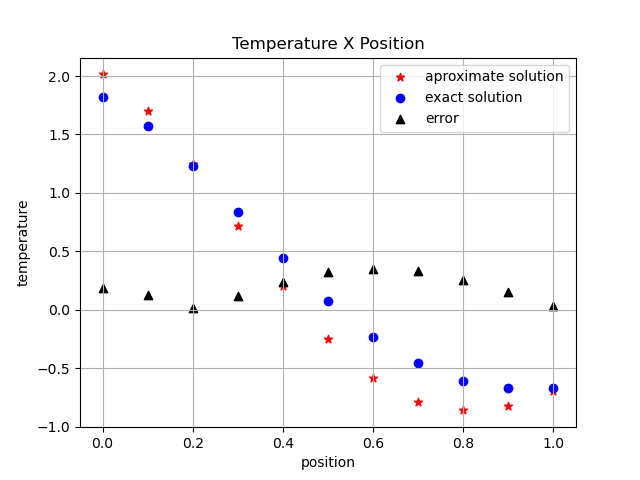 Temperature X Position
aproximate solution
exact solution
error
temperature
2.0
1.5
1.0
0.5
0.0
−0.5
−1.0
0.0 0.2 0.4 0.6 0.8 1.0
position